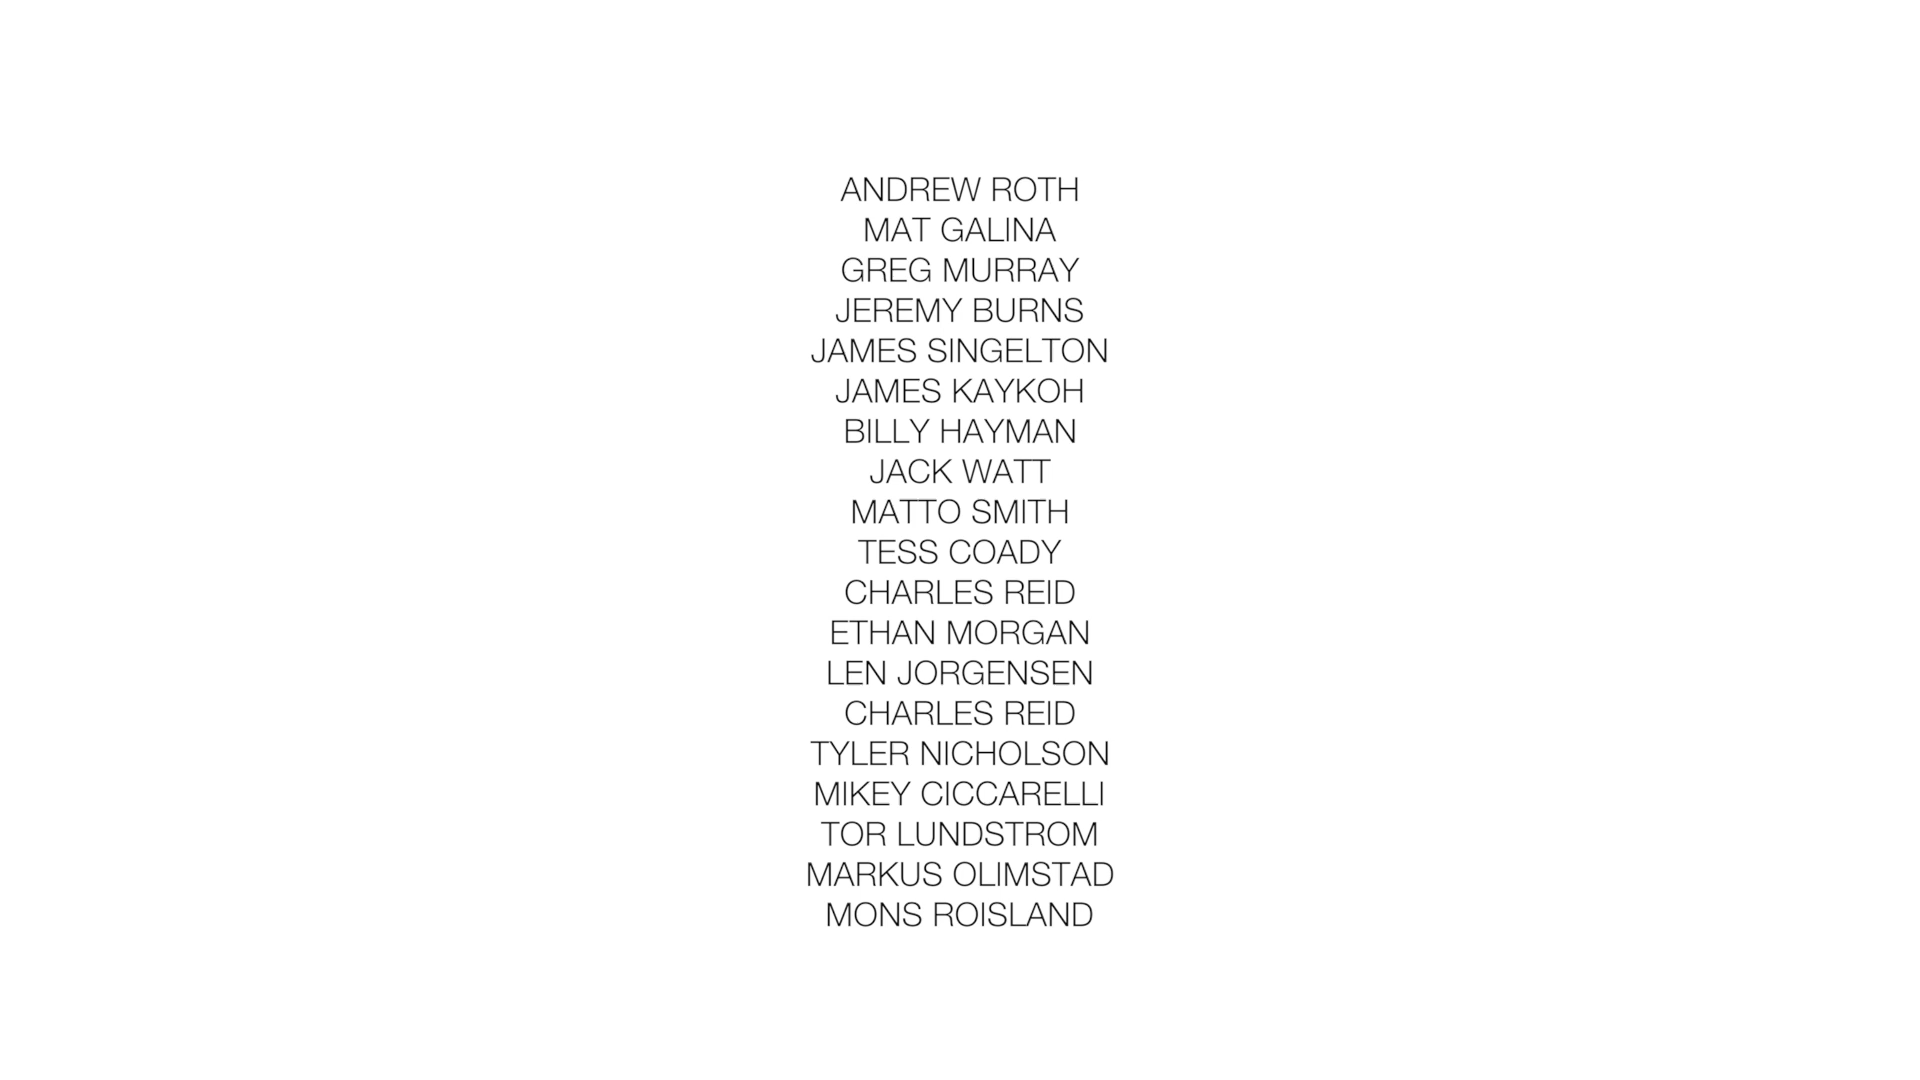 ANDREW ROTH
MAT GALINA
GREG MURRAY
JEREMY BURNS
JAMES SINGELTON
JAMES KAYKOH
BILLY HAYMAN
JACK WATT
MATTO SMITH
TESS COADY
CHARLES REID
ETHAN MORGAN
LEN JORGENSEN
CHARLES REID
TYLER NICHOLSON
MIKEY CICCARELLI
TOR LUNDSTROM
MARKUS OLIMSTAD
MONS ROISLAND